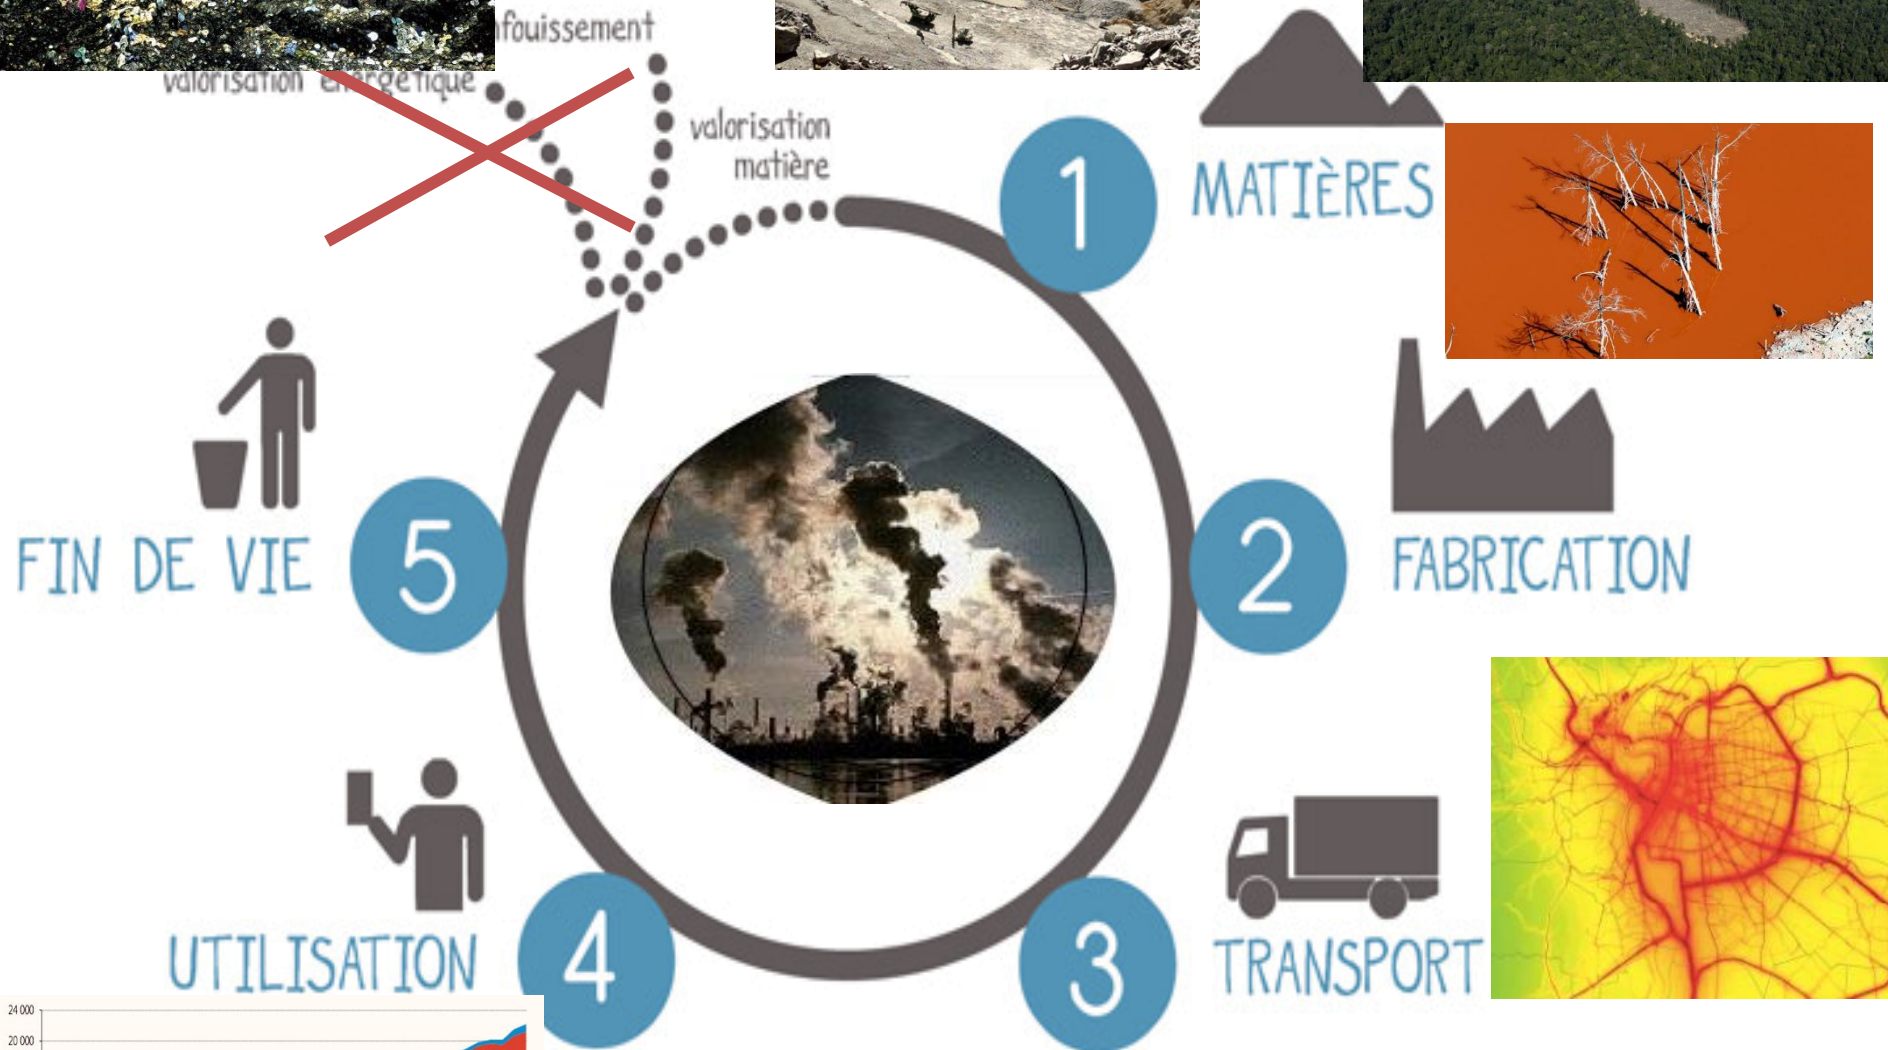 nfouissement
valorisation énergétique
valorisation
matière
1
MATIÈRES
2
FABRICATION
3
TRANSPORT
4
UTILISATION
5
FIN DE VIE
24 000
20 000